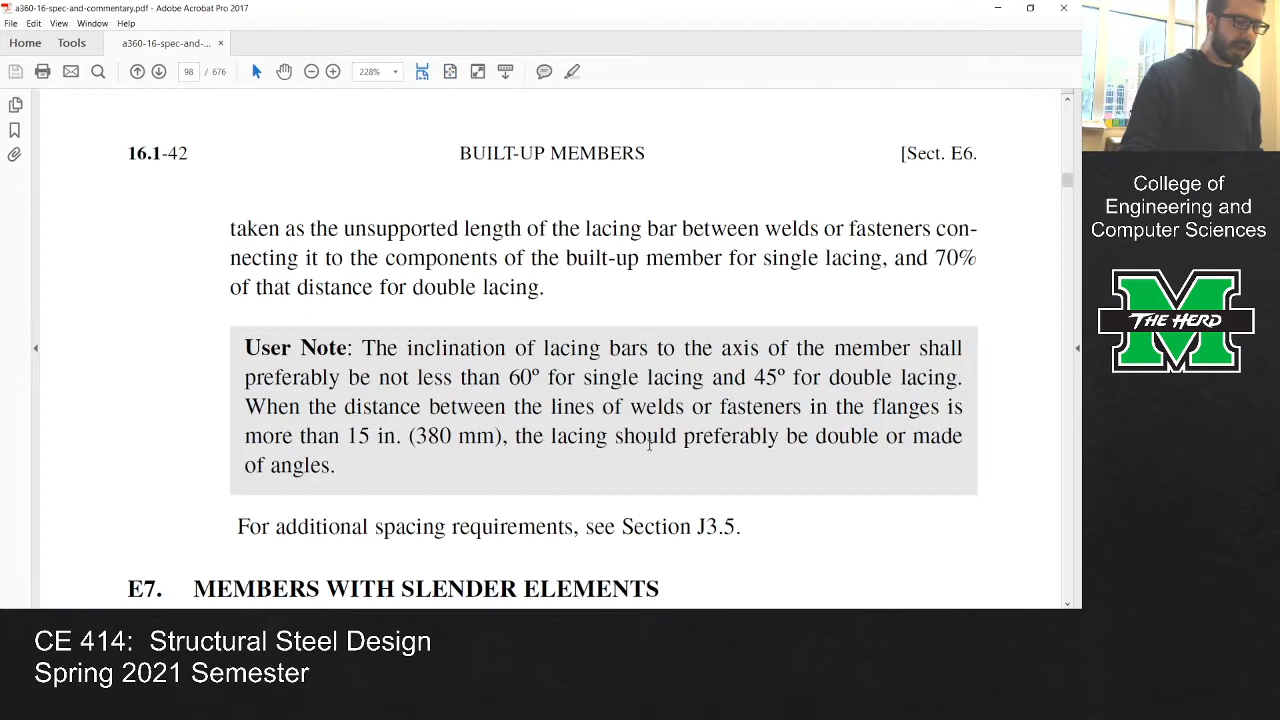 a360-16-spec-and-commentary.pdf - Adobe Acrobat Pro 2017
File Edit View Window Help
Home Tools a360-16-spec-and-... ×
98 / 676 228%
16.1-42 BUILT-UP MEMBERS [Sect. E6.
taken as the unsupported length of the lacing bar between welds or fasteners con-
necting it to the components of the built-up member for single lacing, and 70%
of that distance for double lacing.
User Note: The inclination of lacing bars to the axis of the member shall
preferably be not less than 60º for single lacing and 45º for double lacing.
When the distance between the lines of welds or fasteners in the flanges is
more than 15 in. (380 mm), the lacing should preferably be double or made
of angles.
For additional spacing requirements, see Section J3.5.
E7. MEMBERS WITH SLENDER ELEMENTS
College of
Engineering and
Computer Sciences
M
THE HERD
CE 414: Structural Steel Design
Spring 2021 Semester